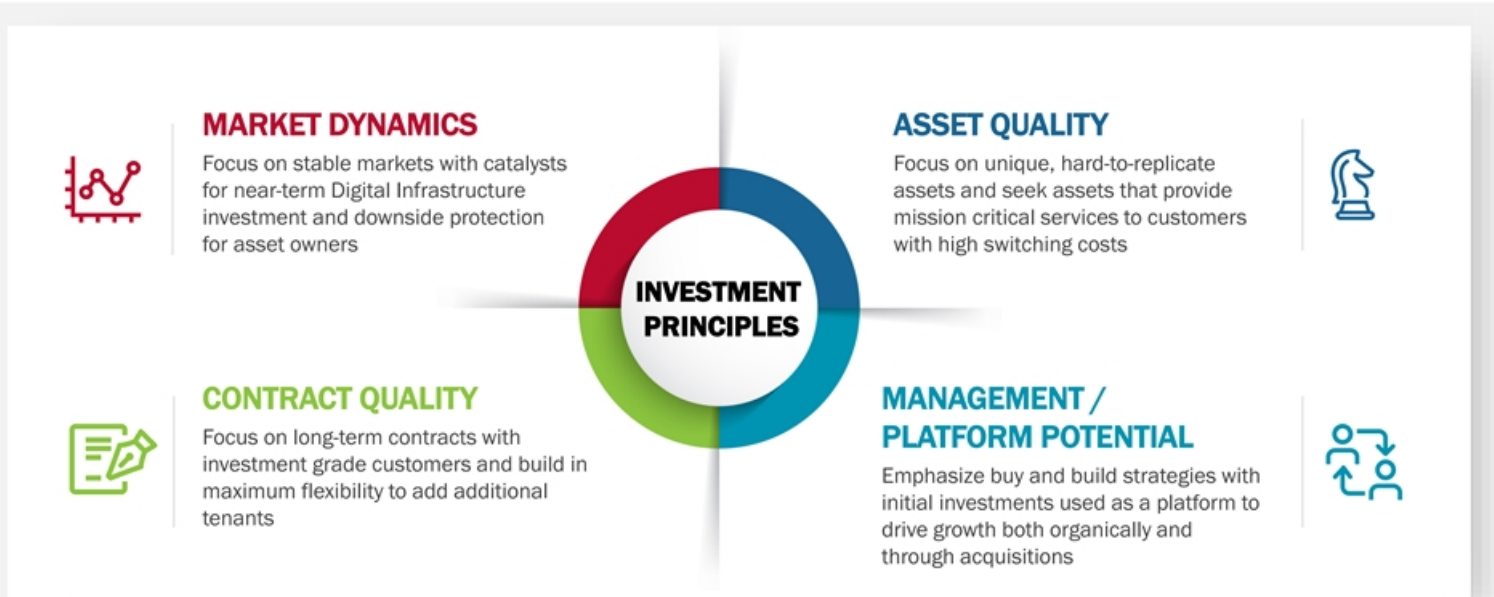 MARKET DYNAMICS
Focus on stable markets with catalysts
for near-term Digital Infrastructure
investment and downside protection
for asset owners
ASSET QUALITY
Focus on unique, hard-to-replicate
assets and seek assets that provide
mission critical services to customers
with high switching costs
INVESTMENT
PRINCIPLES
CONTRACT QUALITY
Focus on long-term contracts with
investment grade customers and build in
maximum flexibility to add additional
tenants
MANAGEMENT /
PLATFORM POTENTIAL
Emphasize buy and build strategies with
initial investments used as a platform to
drive growth both organically and
through acquisitions